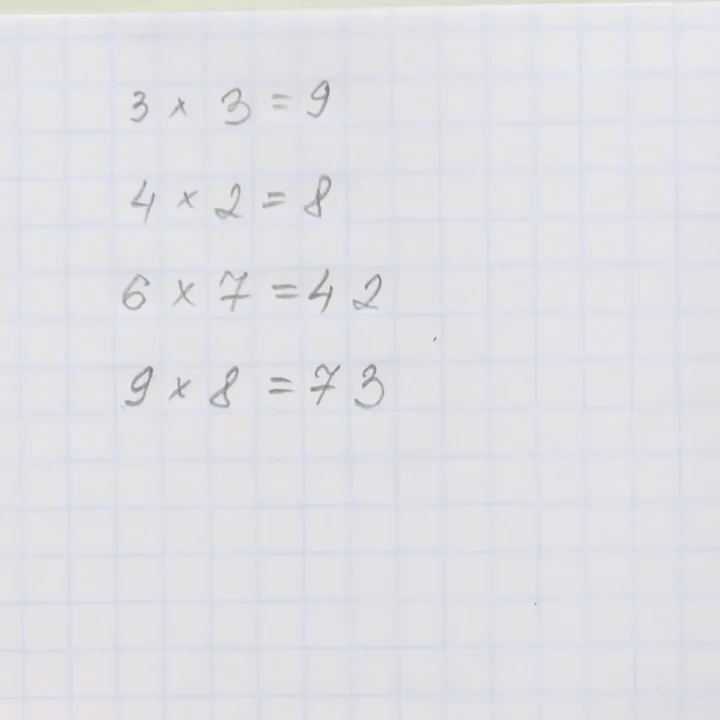 3 × 3 = 9
4 × 2 = 8
6 × 7 = 42
9 × 8 = 73